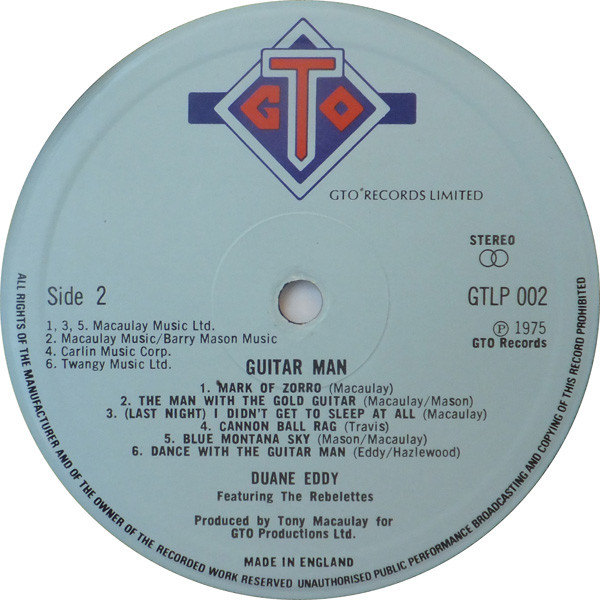 GTO
GTO RECORDS LIMITED
STEREO
Side 2
GTLP 002
1, 3, 5. Macaulay Music Ltd.
2. Macaulay Music/Barry Mason Music
4. Carlin Music Corp.
6. Twangy Music Ltd.
Ⓟ 1975
GTO Records
GUITAR MAN
1. MARK OF ZORRO (Macaulay)
2. THE MAN WITH THE GOLD GUITAR (Macaulay/Mason)
3. (LAST NIGHT) I DIDN'T GET TO SLEEP AT ALL (Macaulay)
4. CANNON BALL RAG (Travis)
5. BLUE MONTANA SKY (Mason/Macaulay)
6. DANCE WITH THE GUITAR MAN (Eddy/Hazlewood)
DUANE EDDY
Featuring The Rebelettes
Produced by Tony Macaulay for
GTO Productions Ltd.
MADE IN ENGLAND
ALL RIGHTS OF THE MANUFACTURER AND OF THE OWNER OF THE RECORDED WORK RESERVED UNAUTHORISED PUBLIC PERFORMANCE BROADCASTING AND COPYING OF THIS RECORD PROHIBITED